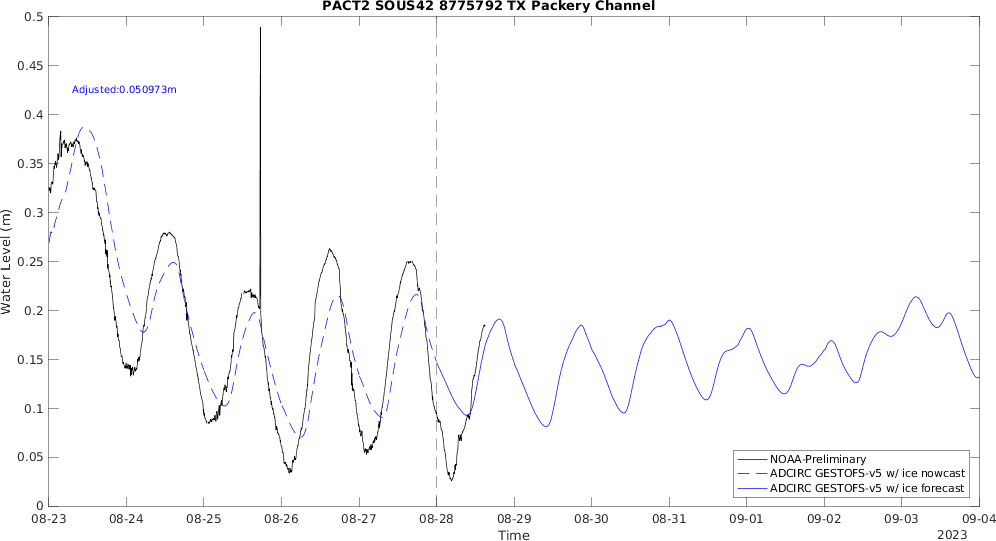 PACT2 SOUS42 8775792 TX Packery Channel
0.5
0.45
0.4
0.35
0.3
0.25
0.2
0.15
0.1
0.05
0
Water Level (m)
Adjusted:0.050973m
NOAA-Preliminary
ADCIRC GESTOFS-v5 w/ ice nowcast
ADCIRC GESTOFS-v5 w/ ice forecast
08-23 08-24 08-25 08-26 08-27 08-28 08-29 08-30 08-31 09-01 09-02 09-03 09-04
Time
2023